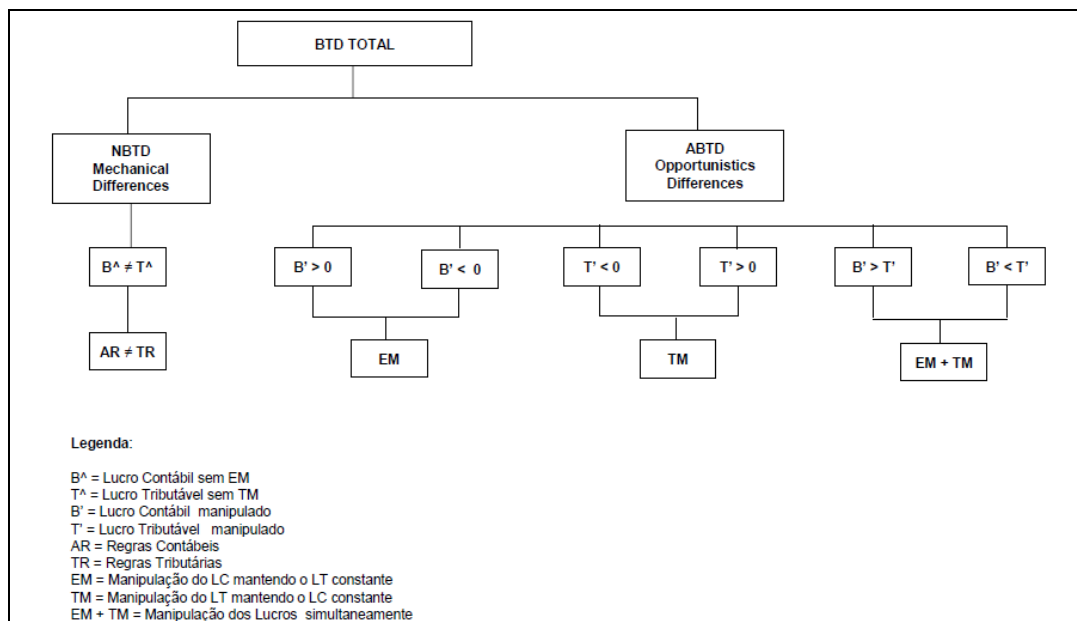 BTD TOTAL
NBTD
Mechanical
Differences
ABTD
Opportunistics
Differences
B^ ≠ T^
B' > 0
B' < 0
T' < 0
T' > 0
B' > T'
B' < T'
AR ≠ TR
EM
TM
EM + TM
Legenda:
B^ = Lucro Contábil sem EM
T^ = Lucro Tributável sem TM
B' = Lucro Contábil manipulado
T' = Lucro Tributável manipulado
AR = Regras Contábeis
TR = Regras Tributárias
EM = Manipulação do LC mantendo o LT constante
TM = Manipulação do LT mantendo o LC constante
EM + TM = Manipulação dos Lucros simultaneamente